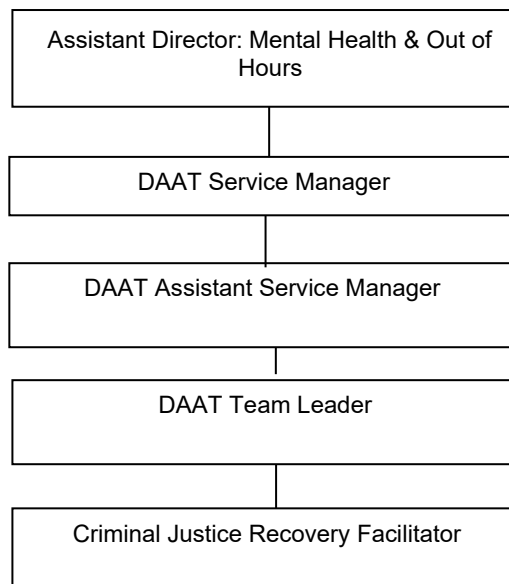 Assistant Director: Mental Health & Out of
Hours
DAAT Service Manager
DAAT Assistant Service Manager
DAAT Team Leader
Criminal Justice Recovery Facilitator